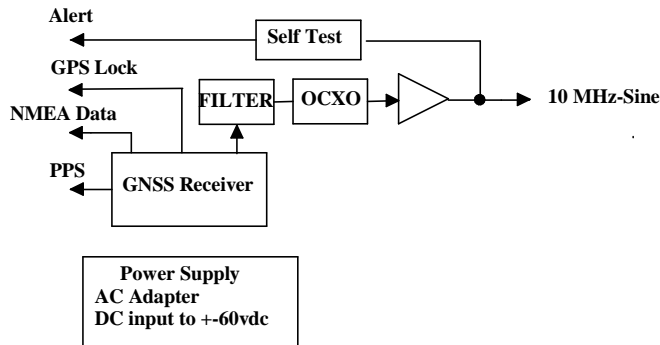 Alert
Self Test
GPS Lock
FILTER
OCXO
10 MHz-Sine
NMEA Data
PPS
GNSS Receiver
Power Supply
AC Adapter
DC input to +-60vdc